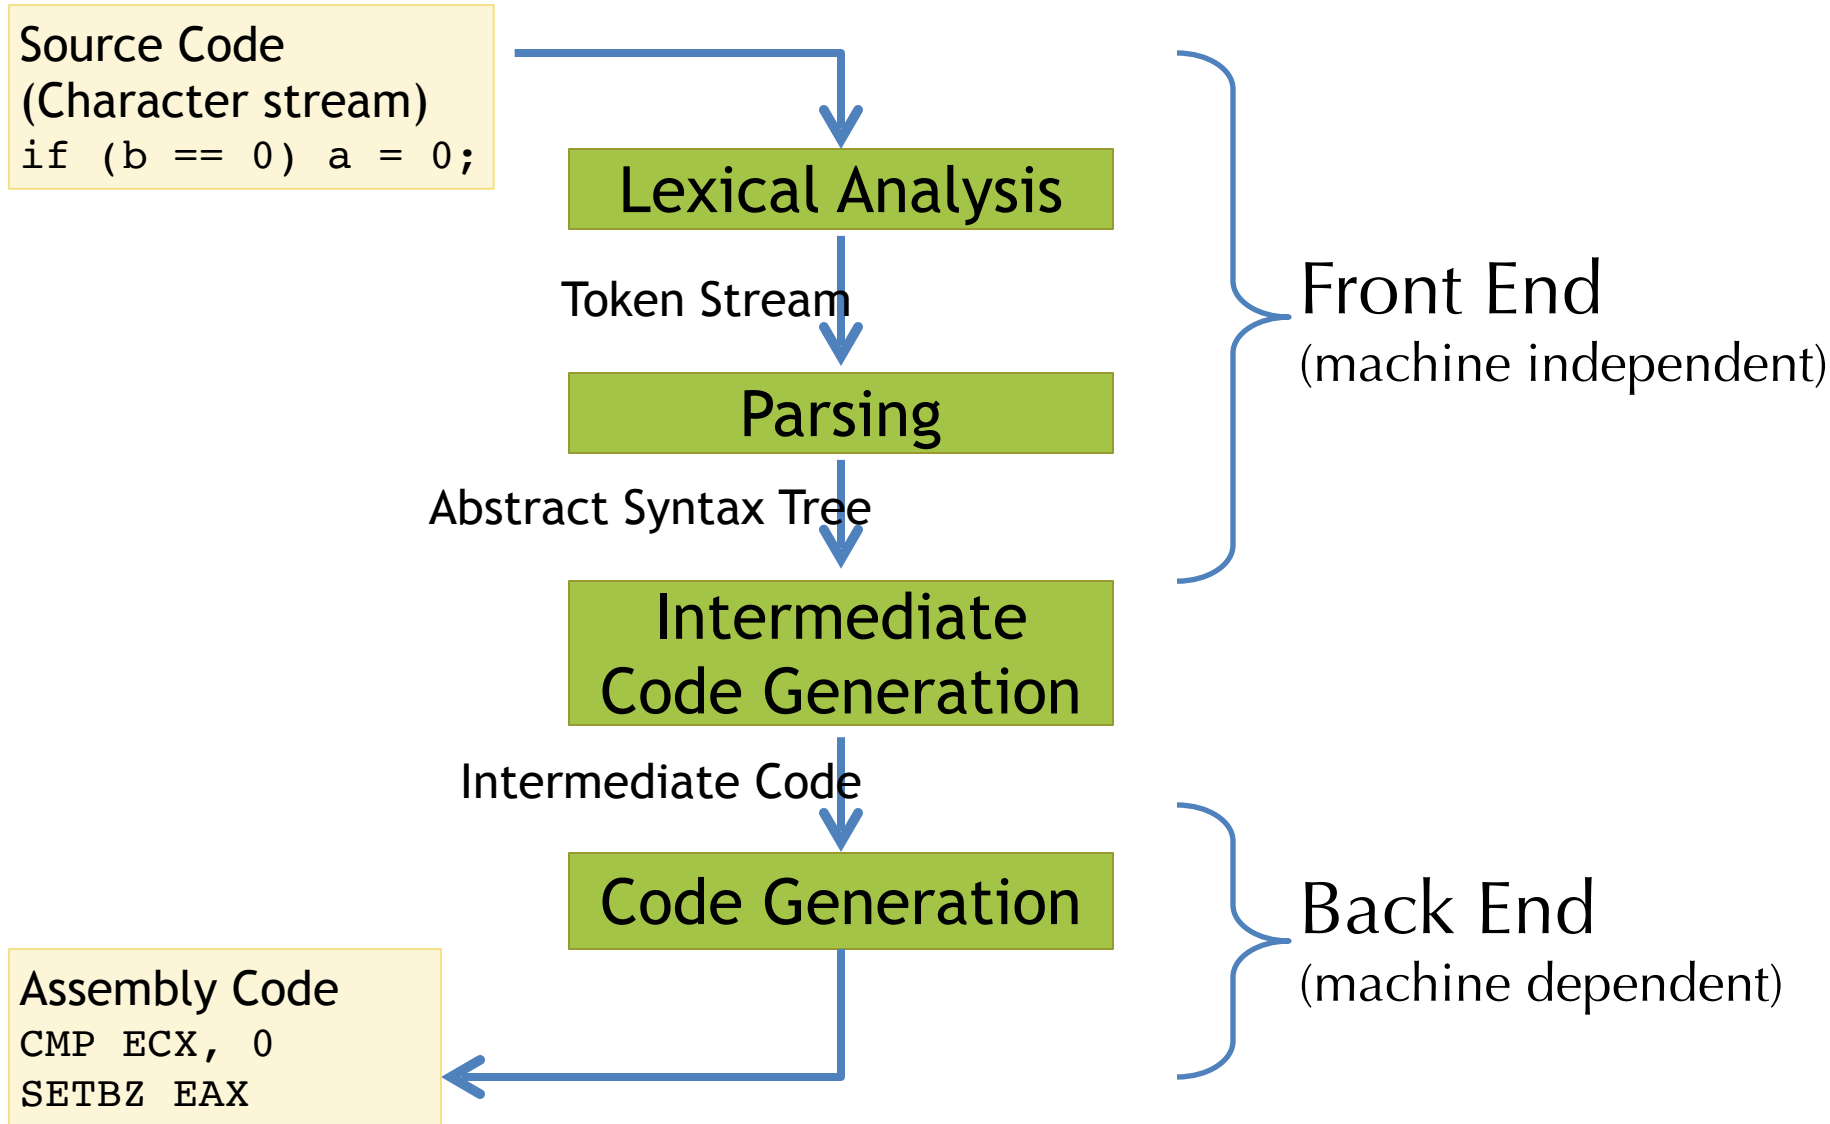 Source Code
(Character stream)
if (b == 0) a = 0;
Lexical Analysis
Token Stream
Parsing
Abstract Syntax Tree
Intermediate
Code Generation
Intermediate Code
Code Generation
Assembly Code
CMP ECX, 0
SETBZ EAX
Front End
(machine independent)
Back End
(machine dependent)